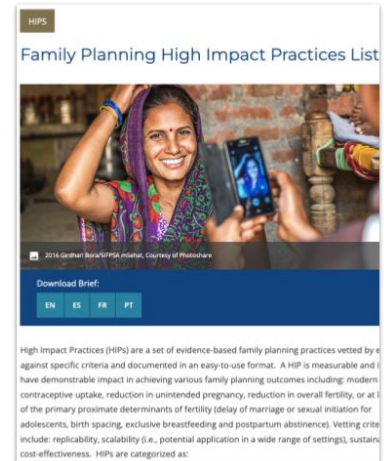 HIPS
Family Planning High Impact Practices List
2016 Girdhari Bora/SIFPSA mSehat, Courtesy of Photoshare
Download Brief:
EN ES FR PT
High Impact Practices (HIPs) are a set of evidence-based family planning practices vetted by e
against specific criteria and documented in an easy-to-use format. A HIP is measurable and
have demonstrable impact in achieving various family planning outcomes including: modern
contraceptive uptake, reduction in unintended pregnancy, reduction in overall fertility, or at
of the primary proximate determinants of fertility (delay of marriage or sexual initiation for
adolescents, birth spacing, exclusive breastfeeding and postpartum abstinence). Vetting crite
include: replicability, scalability (i.e., potential application in a wide range of settings), sustaina
cost-effectiveness. HIPs are categorized as: